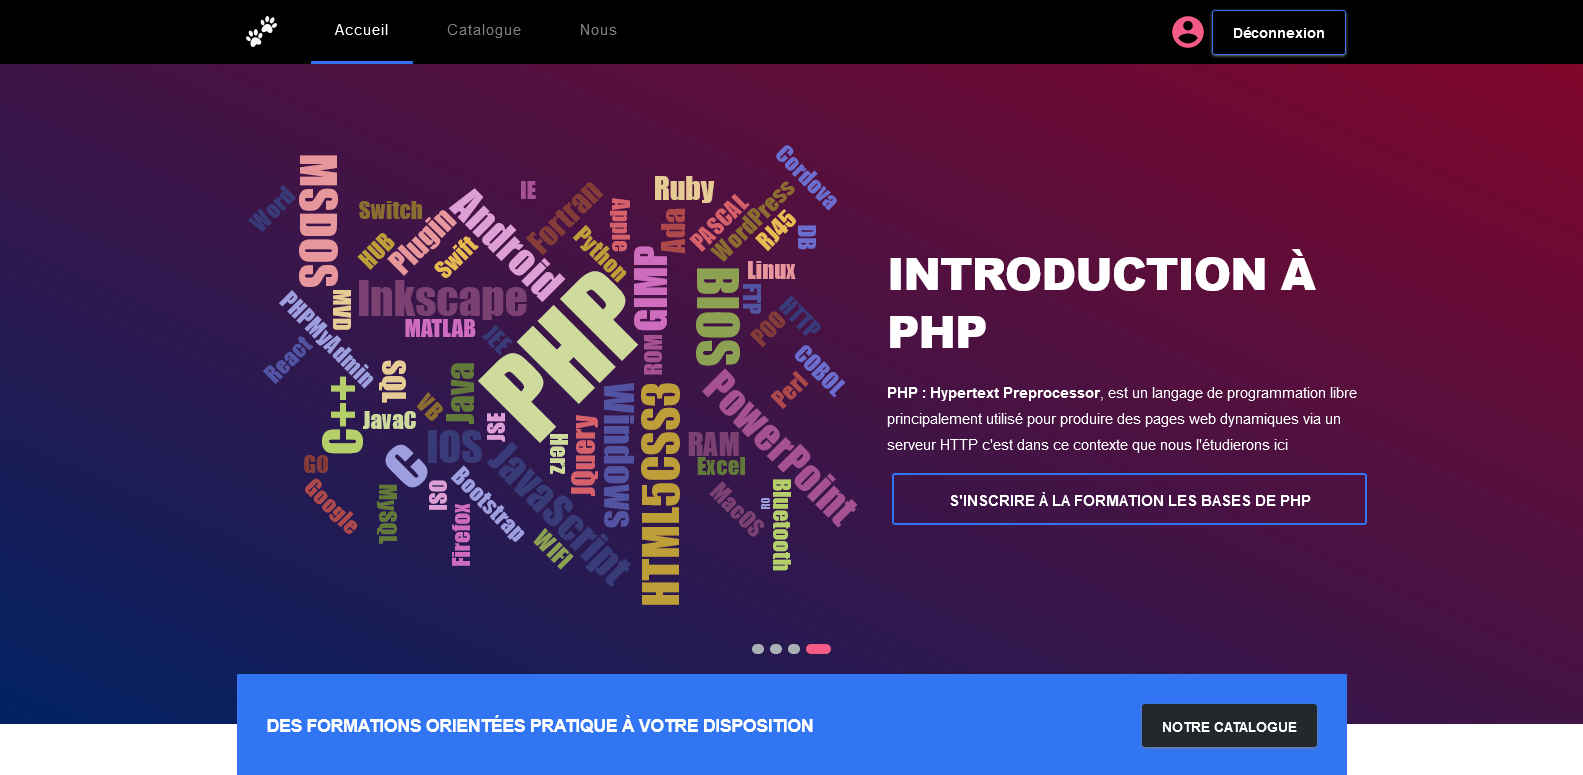 Accueil
Catalogue
Nous
Déconnexion
Word
MSDOS
Switch
HUB
Plugin
Swift
Android
IE
Fortran
Python
Apple
Ruby
Ada
PASCAL
WordPress
RJ45
Cordova
DB
Linux
FTP
BIOS
GIMP
HTTP
POO
COBOL
Perl
Inkscape
MVD
MATLAB
PHPMyAdmin
React
JEE
PHP
ROM
SQL
Java
VB
C++
JavaC
JSE
IOS
C
GO
Google
MySQL
ISO
Firefox
Bootstrap
JavaScript
WIFI
Herz
JQuery
Winpows
HTML5CSS3
PowerPoint
RAM
Excel
MacOS
RO
Bluetooth
INTRODUCTION À
PHP
PHP : Hypertext Preprocessor, est un langage de programmation libre
principalement utilisé pour produire des pages web dynamiques via un
serveur HTTP c'est dans ce contexte que nous l'étudierons ici
S'INSCRIRE À LA FORMATION LES BASES DE PHP
DES FORMATIONS ORIENTÉES PRATIQUE À VOTRE DISPOSITION
NOTRE CATALOGUE